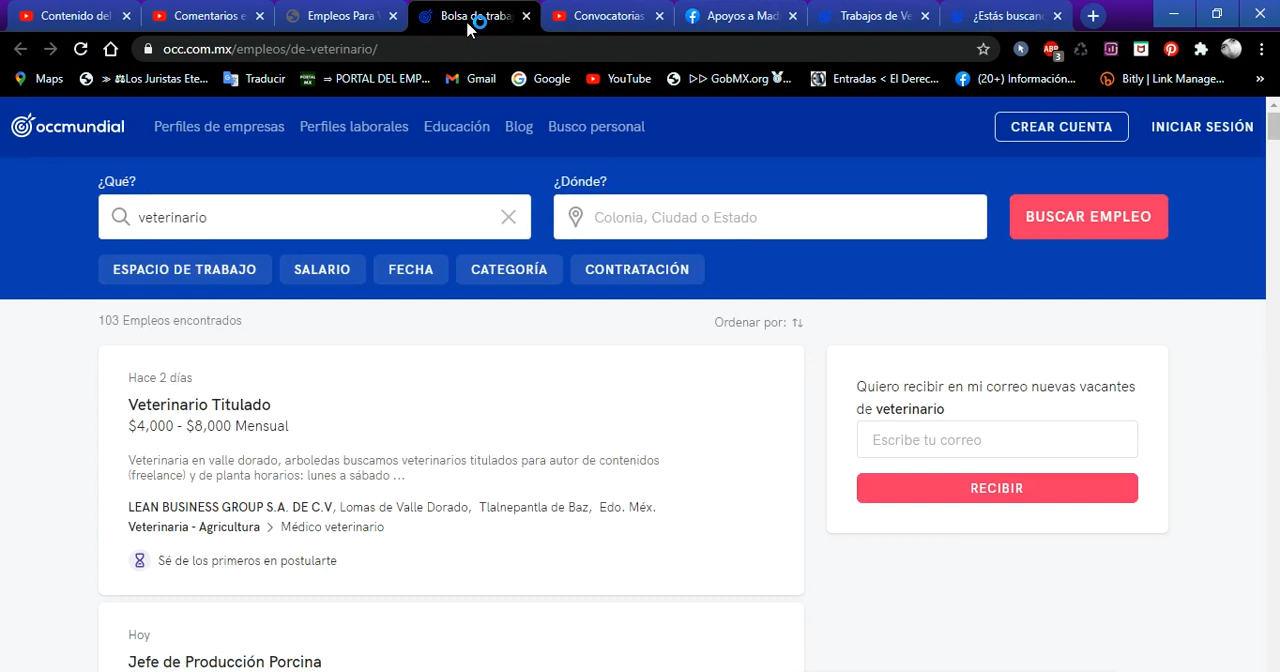 Contenido del Comentarios e Empleos Para V Bolsa de traba Convocatorias Apoyos a Mad Trabajos de Ve ¿Estás buscan
occ.com.mx/empleos/de-veterinario/
3
Maps » ⚖Los Juristas Ete... Traducir ⇒ PORTAL DEL EMP... Gmail Google YouTube ▷▷ GobMX.org 🥇... Entradas < El Derec... (20+) Información... Bitly | Link Manage... »
occmundial Perfiles de empresas Perfiles laborales Educación Blog Busco personal CREAR CUENTA INICIAR SESIÓN
¿Qué? ¿Dónde?
veterinario Colonia, Ciudad o Estado BUSCAR EMPLEO
ESPACIO DE TRABAJO SALARIO FECHA CATEGORÍA CONTRATACIÓN
103 Empleos encontrados Ordenar por:
Hace 2 días
Veterinario Titulado
$4,000 - $8,000 Mensual
Veterinaria en valle dorado, arboledas buscamos veterinarios titulados para autor de contenidos
(freelance) y de planta horarios: lunes a sábado ...
LEAN BUSINESS GROUP S.A. DE C.V, Lomas de Valle Dorado, Tlalnepantla de Baz, Edo. Méx.
Veterinaria - Agricultura > Médico veterinario
Sé de los primeros en postularte
Quiero recibir en mi correo nuevas vacantes
de veterinario
Escribe tu correo
RECIBIR
Hoy
Jefe de Producción Porcina